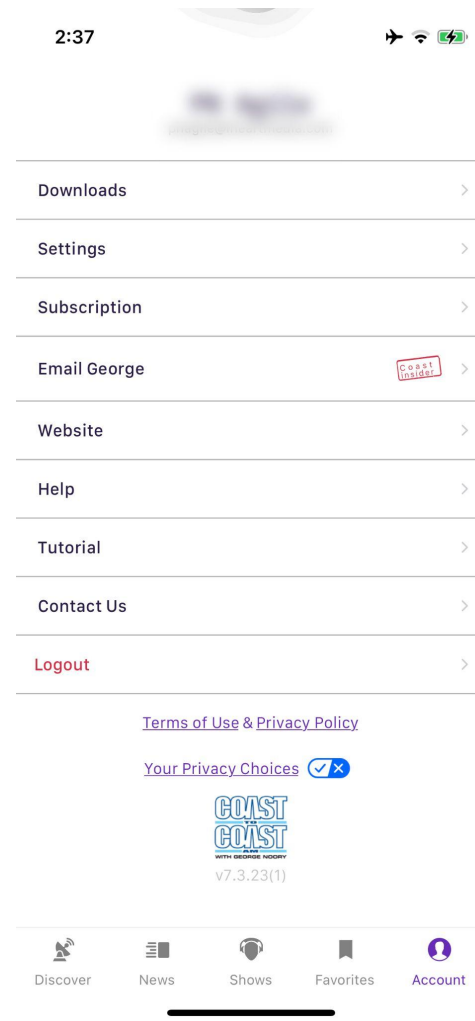 2:37
Downloads
Settings
Subscription
Email George
Coast
insider
Website
Help
Tutorial
Contact Us
Logout
Terms of Use & Privacy Policy
Your Privacy Choices
COAST
TO
COAST
AM
WITH GEORGE NOORY
v7.3.23(1)
Discover News Shows Favorites Account